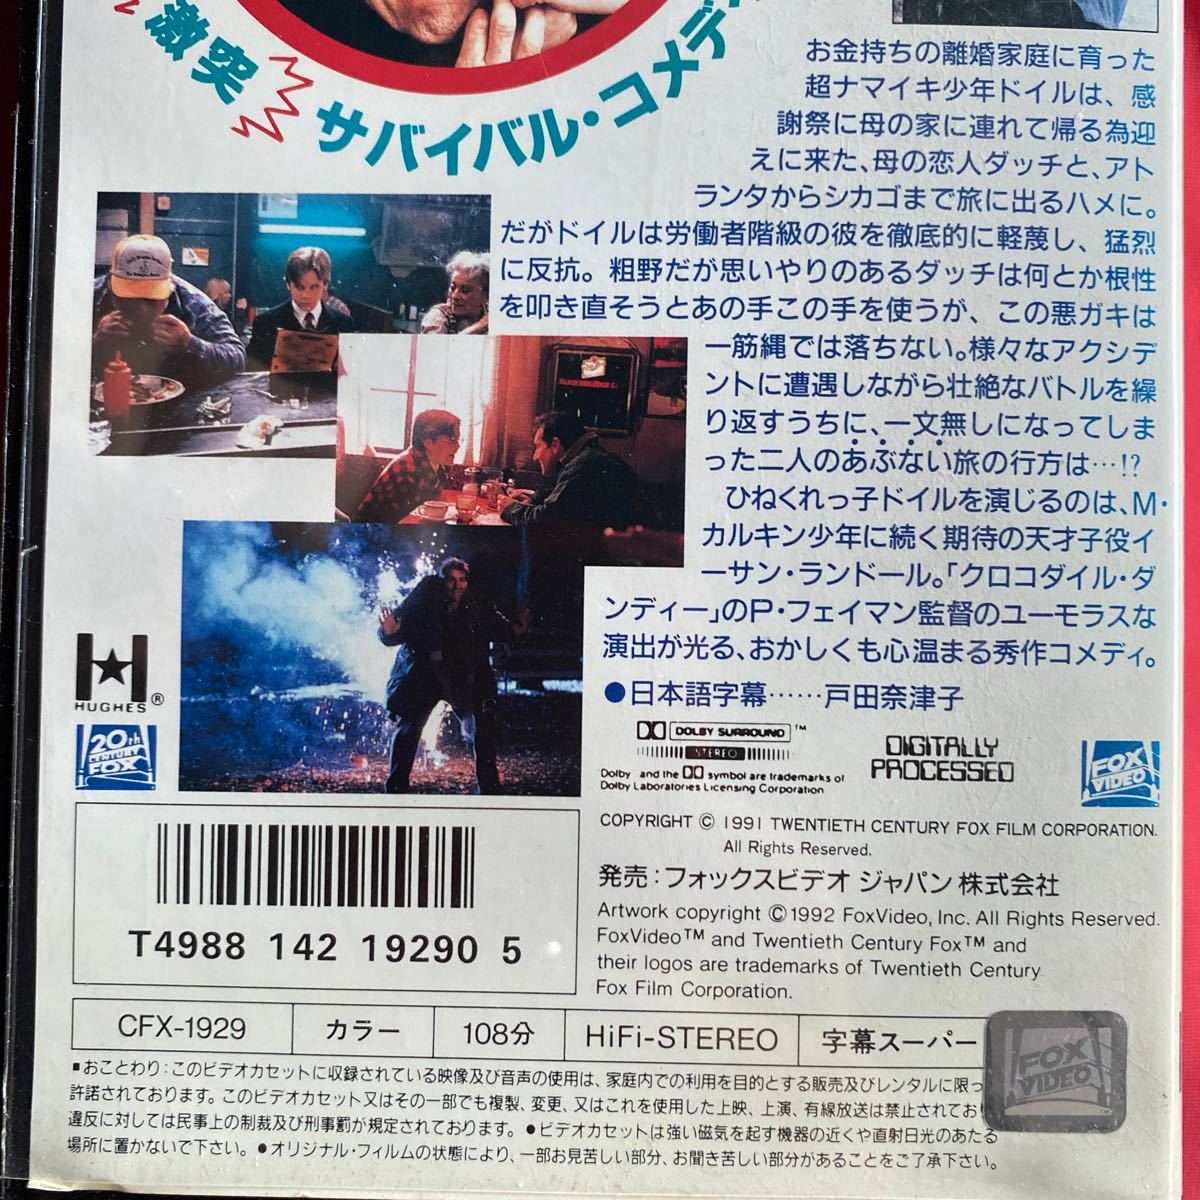 激突
サバイバル・コメデ
お金持ちの離婚家庭に育った
超ナマイキ少年ドイルは、感
謝祭に母の家に連れて帰る為迎
えに来た、母の恋人ダッチと、アト
ランタからシカゴまで旅に出るハメに。
だがドイルは労働者階級の彼を徹底的に軽蔑し、猛烈
に反抗。粗野だが思いやりのあるダッチは何とか根性
を叩き直そうとあの手この手を使うが、この悪ガキは
一筋縄では落ちない。様々なアクシデ
ントに遭遇しながら壮絶なバトルを繰
り返すうちに、一文無しになってしま
った二人のあぶない旅の行方は…!?
ひねくれっ子ドイルを演じるのは、M・
カルキン少年に続く期待の天才子役イ
ーサン・ランドール。「クロコダイル・ダ
ンディー」のP・フェイマン監督のユーモラスな
演出が光る、おかしくも心温まる秀作コメディ。
●日本語字幕……戸田奈津子
HUGHES®
20th
CENTURY
FOX
DOLBY SURROUND™
STEREO
Dolby and the DD symbol are trademarks of
Dolby Laboratories Licensing Corporation
DIGITALLY
PROCESSED
FOX
VIDEO
COPYRIGHT © 1991 TWENTIETH CENTURY FOX FILM CORPORATION.
All Rights Reserved.
発売：フォックスビデオ ジャパン 株式会社
Artwork copyright ©1992 FoxVideo, Inc. All Rights Reserved.
FoxVideo™ and Twentieth Century Fox™ and
their logos are trademarks of Twentieth Century
Fox Film Corporation.
T4988 142 19290 5
CFX-1929
カラー
108分
HiFi-STEREO
字幕スーパー
FOX
VIDEO
■おことわり：このビデオカセットに収録されている映像及び音声の使用は、家庭内での利用を目的とする販売及びレンタルに限っ
許諾されております。このビデオカセット又はその一部でも複製、変更、又はこれを使用した上映、上演、有線放送は禁止されており
違反に対しては民事上の制裁及び刑事罰が規定されております。●ビデオカセットは強い磁気を起す機器の近くや直射日光のあたる
場所に置かないで下さい。●オリジナル・フィルムの状態により、一部お見苦しい部分、お聞き苦しい部分があることをご了承下さい。